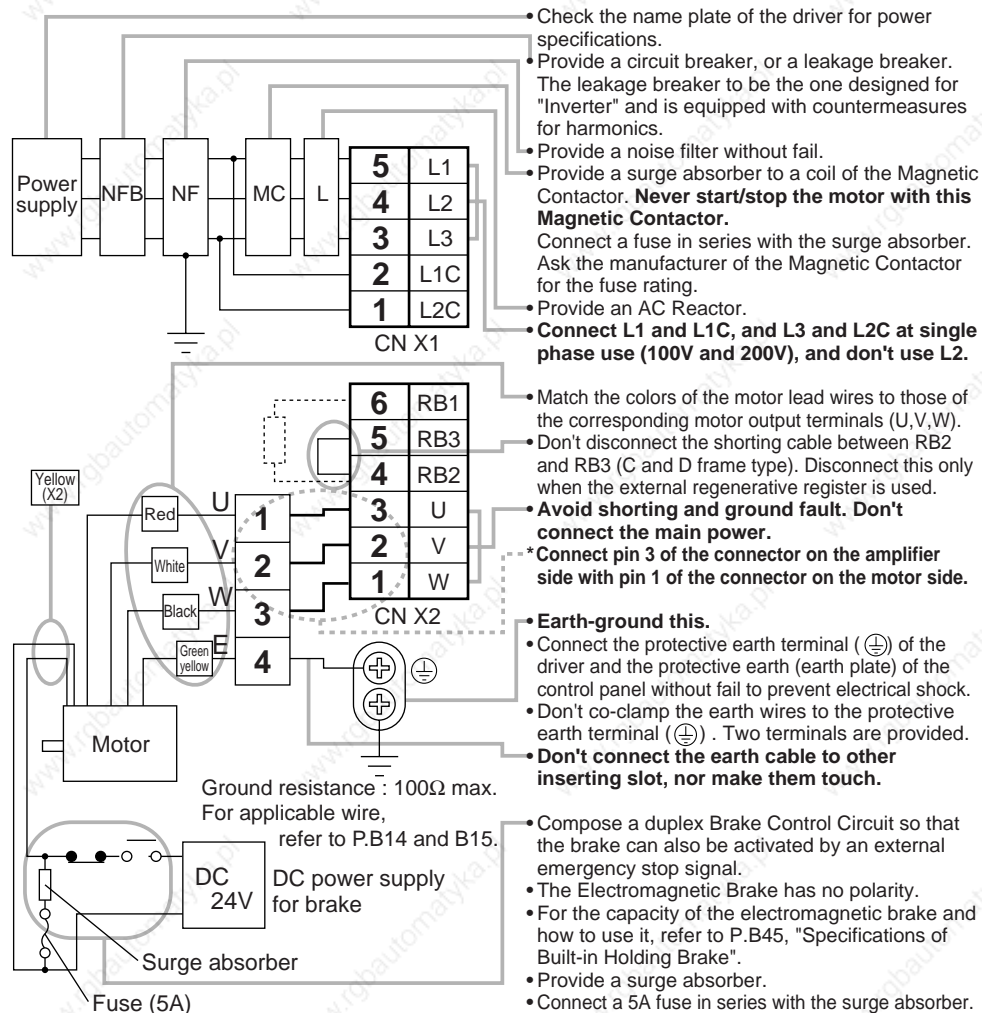 • Check the name plate of the driver for power
specifications.
• Provide a circuit breaker, or a leakage breaker.
The leakage breaker to be the one designed for
"Inverter" and is equipped with countermeasures
for harmonics.
• Provide a noise filter without fail.
• Provide a surge absorber to a coil of the Magnetic
Contactor. Never start/stop the motor with this
Magnetic Contactor.
Connect a fuse in series with the surge absorber.
Ask the manufacturer of the Magnetic Contactor
for the fuse rating.
• Provide an AC Reactor.
• Connect L1 and L1C, and L3 and L2C at single
phase use (100V and 200V), and don't use L2.
Power
supply
NFB
NF
MC
L
5 L1
4 L2
3 L3
2 L1C
1 L2C
CN X1
• Match the colors of the motor lead wires to those of
the corresponding motor output terminals (U,V,W).
• Don't disconnect the shorting cable between RB2
and RB3 (C and D frame type). Disconnect this only
when the external regenerative register is used.
• Avoid shorting and ground fault. Don't
connect the main power.
* Connect pin 3 of the connector on the amplifier
side with pin 1 of the connector on the motor side.
6 RB1
5 RB3
4 RB2
3 U
2 V
1 W
CN X2
Yellow
(X2)
Red
U
1
White
V
2
Black
W
3
Green
yellow
E
4
Motor
• Earth-ground this.
• Connect the protective earth terminal ( ⏚ ) of the
driver and the protective earth (earth plate) of the
control panel without fail to prevent electrical shock.
• Don't co-clamp the earth wires to the protective
earth terminal ( ⏚ ) . Two terminals are provided.
• Don't connect the earth cable to other
inserting slot, nor make them touch.
Ground resistance : 100Ω max.
For applicable wire,
refer to P.B14 and B15.
DC
24V
DC power supply
for brake
Surge absorber
Fuse (5A)
• Compose a duplex Brake Control Circuit so that
the brake can also be activated by an external
emergency stop signal.
• The Electromagnetic Brake has no polarity.
• For the capacity of the electromagnetic brake and
how to use it, refer to P.B45, "Specifications of
Built-in Holding Brake".
• Provide a surge absorber.
• Connect a 5A fuse in series with the surge absorber.
www.rgbautomatyka.pl